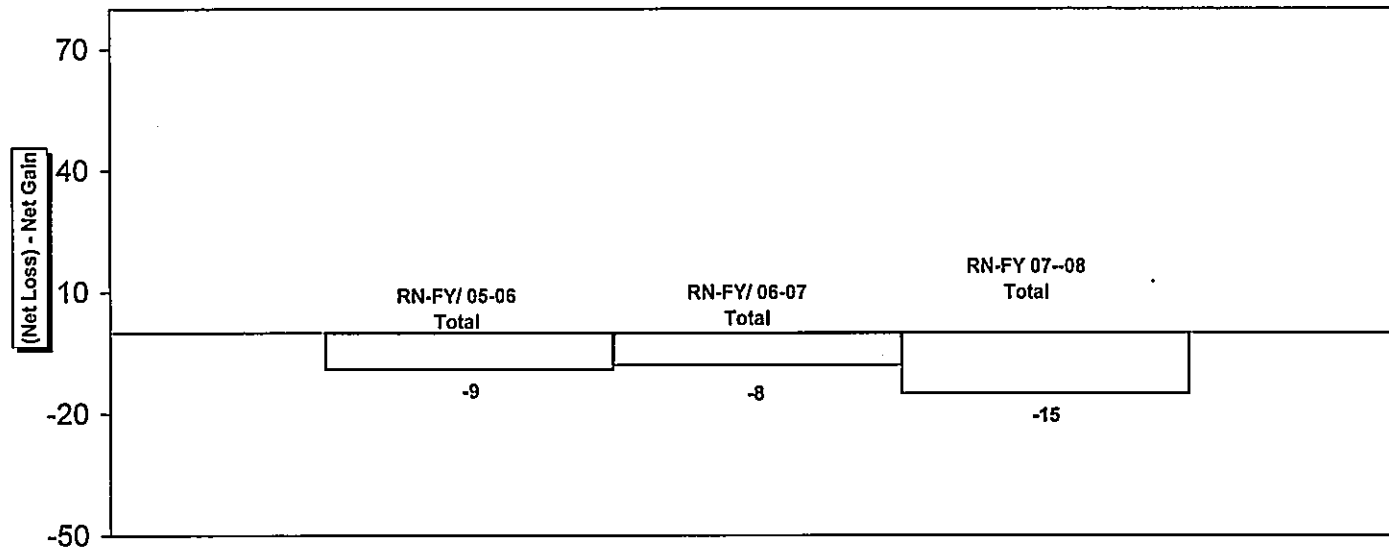 70
40
10
-20
-50
(Net Loss) - Net Gain
RN-FY/ 05-06
Total
RN-FY/ 06-07
Total
RN-FY 07--08
Total
-9
-8
-15